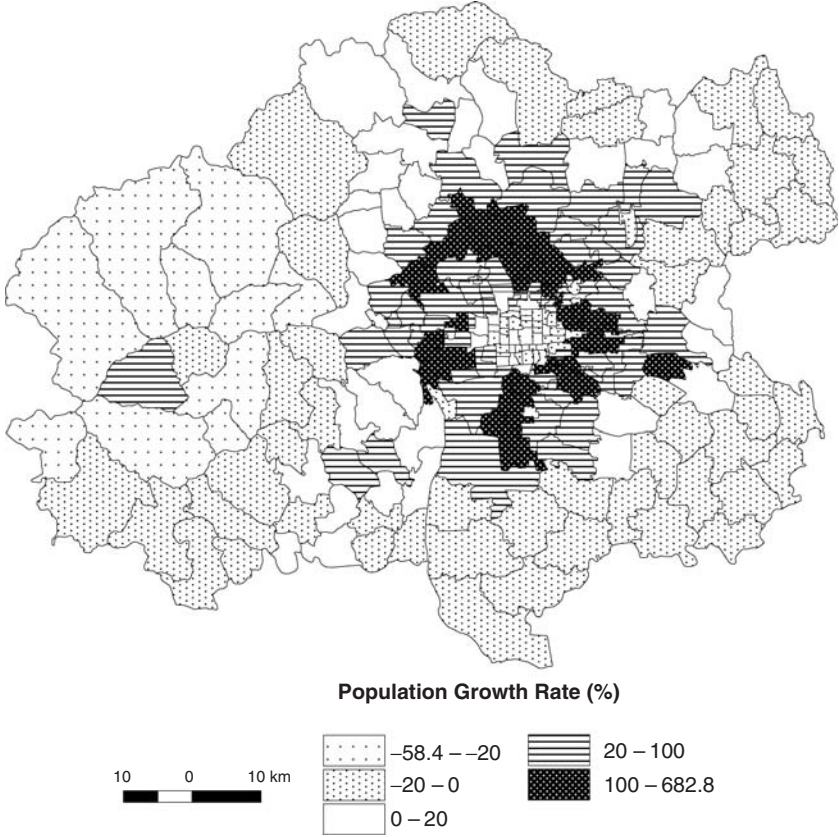 Population Growth Rate (%)
–58.4 – –20
–20 – 0
0 – 20
20 – 100
100 – 682.8
10 0 10 km